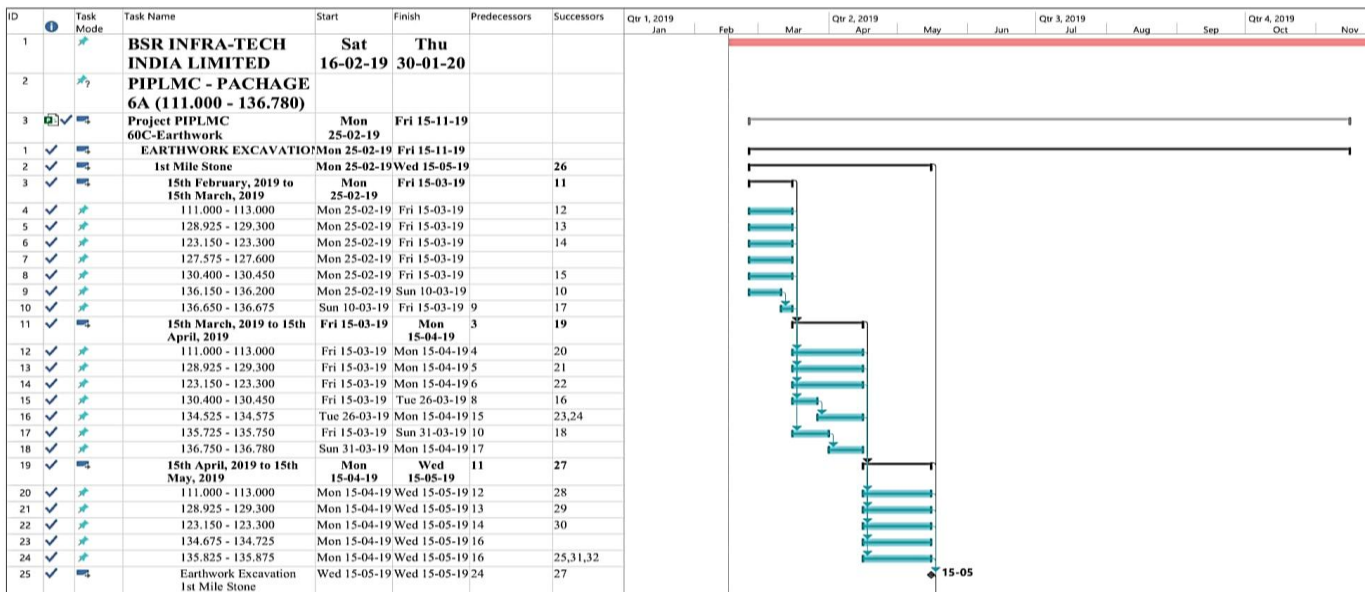 ID Task Mode Task Name Start Finish Predecessors Successors Qtr 1, 2019 Qtr 2, 2019 Qtr 3, 2019 Qtr 4, 2019
Jan Feb Mar Apr May Jun Jul Aug Sep Oct Nov
1 BSR INFRA-TECH Sat Thu
INDIA LIMITED 16-02-19 30-01-20
2 PIPLMC - PACHAGE
6A (111.000 - 136.780)
3 Project PIPLMC Mon Fri 15-11-19
60C-Earthwork 25-02-19
1 EARTHWORK EXCAVATION Mon 25-02-19 Fri 15-11-19
2 1st Mile Stone Mon 25-02-19 Wed 15-05-19 26
3 15th February, 2019 to Mon Fri 15-03-19 11
15th March, 2019 25-02-19
4 111.000 - 113.000 Mon 25-02-19 Fri 15-03-19 12
5 128.925 - 129.300 Mon 25-02-19 Fri 15-03-19 13
6 123.150 - 123.300 Mon 25-02-19 Fri 15-03-19 14
7 127.575 - 127.600 Mon 25-02-19 Fri 15-03-19
8 130.400 - 130.450 Mon 25-02-19 Fri 15-03-19 15
9 136.150 - 136.200 Mon 25-02-19 Sun 10-03-19 10
10 136.650 - 136.675 Sun 10-03-19 Fri 15-03-19 9 17
11 15th March, 2019 to 15th Fri 15-03-19 Mon 3 19
April, 2019 15-04-19
12 111.000 - 113.000 Fri 15-03-19 Mon 15-04-19 4 20
13 128.925 - 129.300 Fri 15-03-19 Mon 15-04-19 5 21
14 123.150 - 123.300 Fri 15-03-19 Mon 15-04-19 6 22
15 130.400 - 130.450 Fri 15-03-19 Tue 26-03-19 8 16
16 134.525 - 134.575 Tue 26-03-19 Mon 15-04-19 15 23,24
17 135.725 - 135.750 Fri 15-03-19 Sun 31-03-19 10 18
18 136.750 - 136.780 Sun 31-03-19 Mon 15-04-19 17
19 15th April, 2019 to 15th Mon Wed 11 27
May, 2019 15-04-19 15-05-19
20 111.000 - 113.000 Mon 15-04-19 Wed 15-05-19 12 28
21 128.925 - 129.300 Mon 15-04-19 Wed 15-05-19 13 29
22 123.150 - 123.300 Mon 15-04-19 Wed 15-05-19 14 30
23 134.675 - 134.725 Mon 15-04-19 Wed 15-05-19 16
24 135.825 - 135.875 Mon 15-04-19 Wed 15-05-19 16 25,31,32
25 Earthwork Excavation Wed 15-05-19 Wed 15-05-19 24 27 15-05
1st Mile Stone